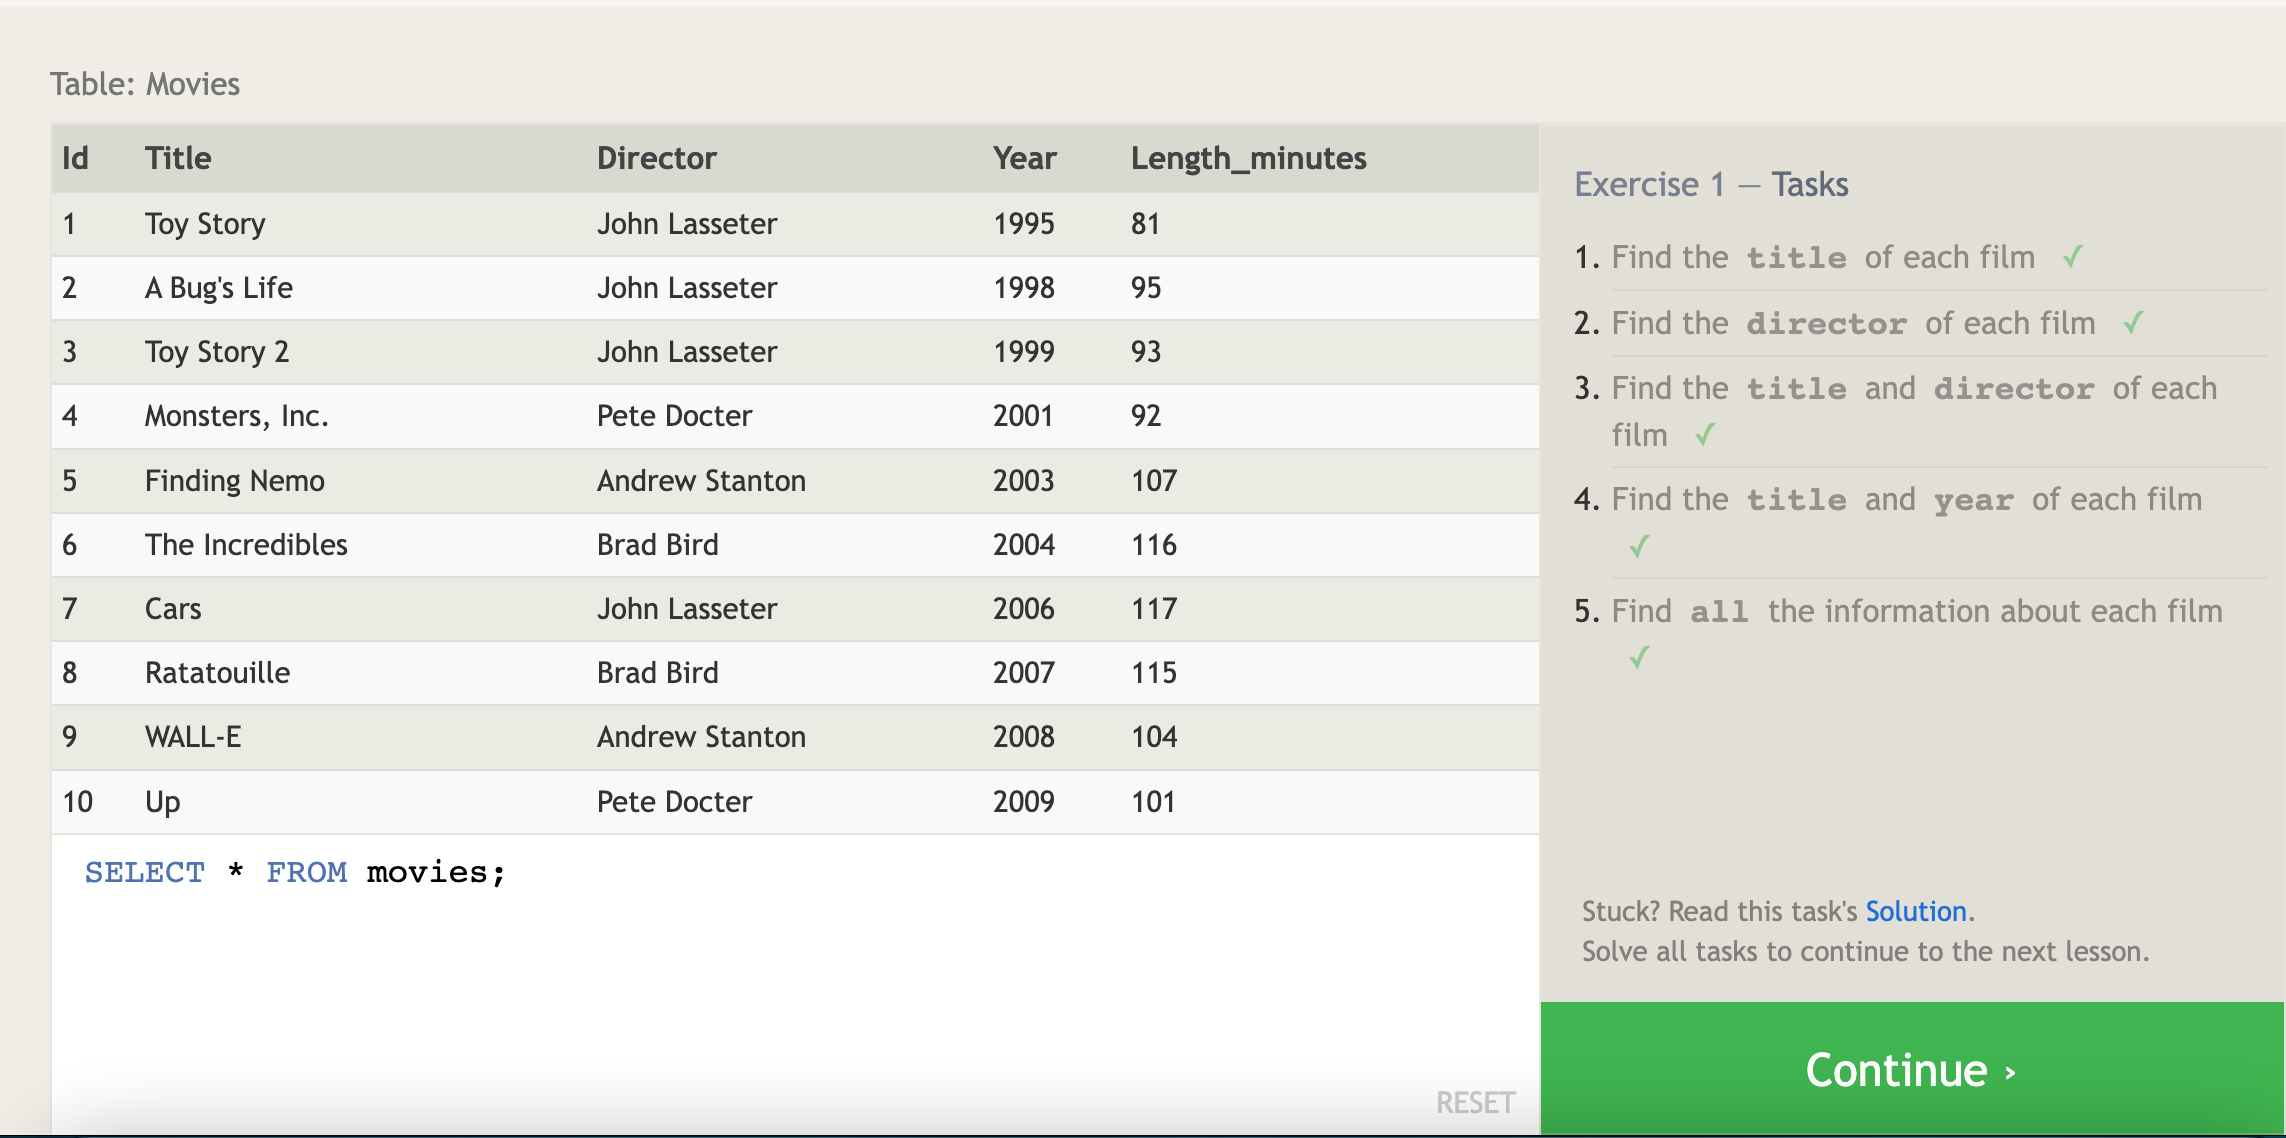 Table: Movies
Id Title Director Year Length_minutes
1 Toy Story John Lasseter 1995 81
2 A Bug's Life John Lasseter 1998 95
3 Toy Story 2 John Lasseter 1999 93
4 Monsters, Inc. Pete Docter 2001 92
5 Finding Nemo Andrew Stanton 2003 107
6 The Incredibles Brad Bird 2004 116
7 Cars John Lasseter 2006 117
8 Ratatouille Brad Bird 2007 115
9 WALL-E Andrew Stanton 2008 104
10 Up Pete Docter 2009 101
SELECT * FROM movies;
RESET
Exercise 1 — Tasks
1. Find the title of each film ✓
2. Find the director of each film ✓
3. Find the title and director of each
film ✓
4. Find the title and year of each film
✓
5. Find all the information about each film
✓
Stuck? Read this task's Solution.
Solve all tasks to continue to the next lesson.
Continue ›